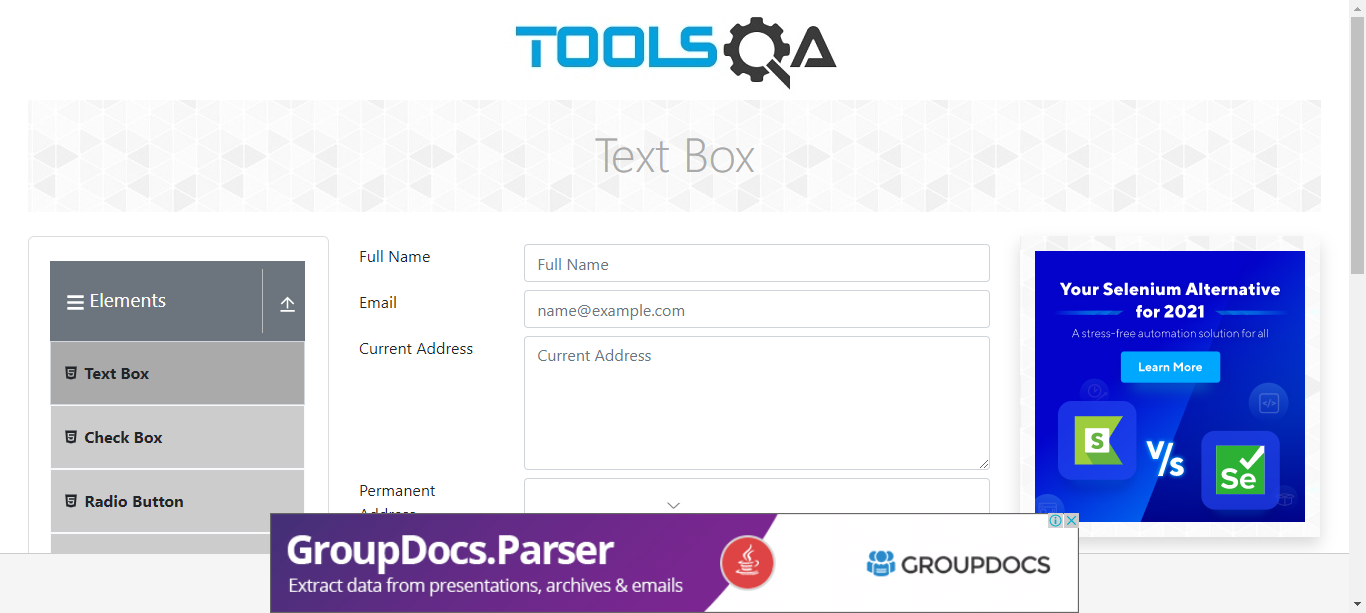 TOOLSQA
Text Box
Elements
Text Box
Check Box
Radio Button
Full Name
Full Name
Email
name@example.com
Current Address
Current Address
Permanent
Address
Your Selenium Alternative
for 2021
A stress-free automation solution for all
Learn More
S
V/s
Se
GroupDocs.Parser
Extract data from presentations, archives & emails
GROUPDOCS